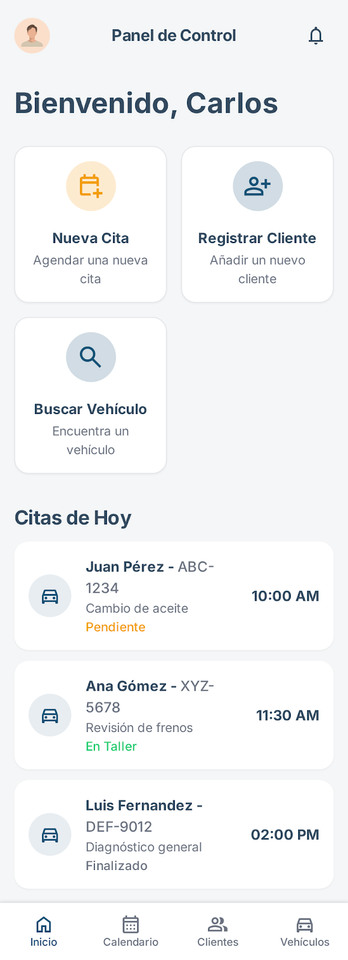 Panel de Control
Bienvenido, Carlos
Nueva Cita
Agendar una nueva
cita
Registrar Cliente
Añadir un nuevo
cliente
Buscar Vehículo
Encuentra un
vehículo
Citas de Hoy
Juan Pérez - ABC-
1234
Cambio de aceite
Pendiente
10:00 AM
Ana Gómez - XYZ-
5678
Revisión de frenos
En Taller
11:30 AM
Luis Fernandez -
DEF-9012
Diagnóstico general
Finalizado
02:00 PM
Inicio
Calendario
Clientes
Vehículos